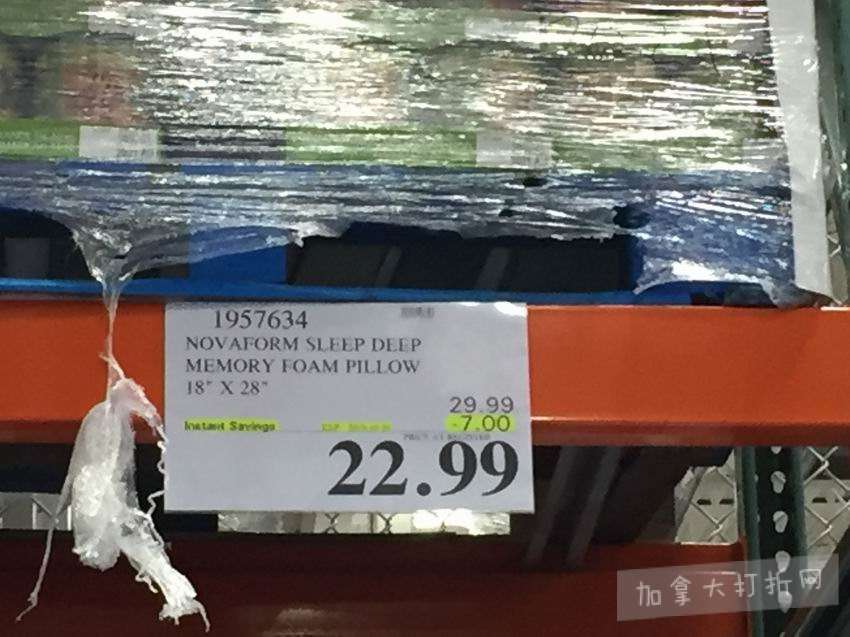 1957634
NOVAFORM SLEEP DEEP
MEMORY FOAM PILLOW
18" X 28"
29.99
Instant Savings
-7.00
22.99
加拿大打折网